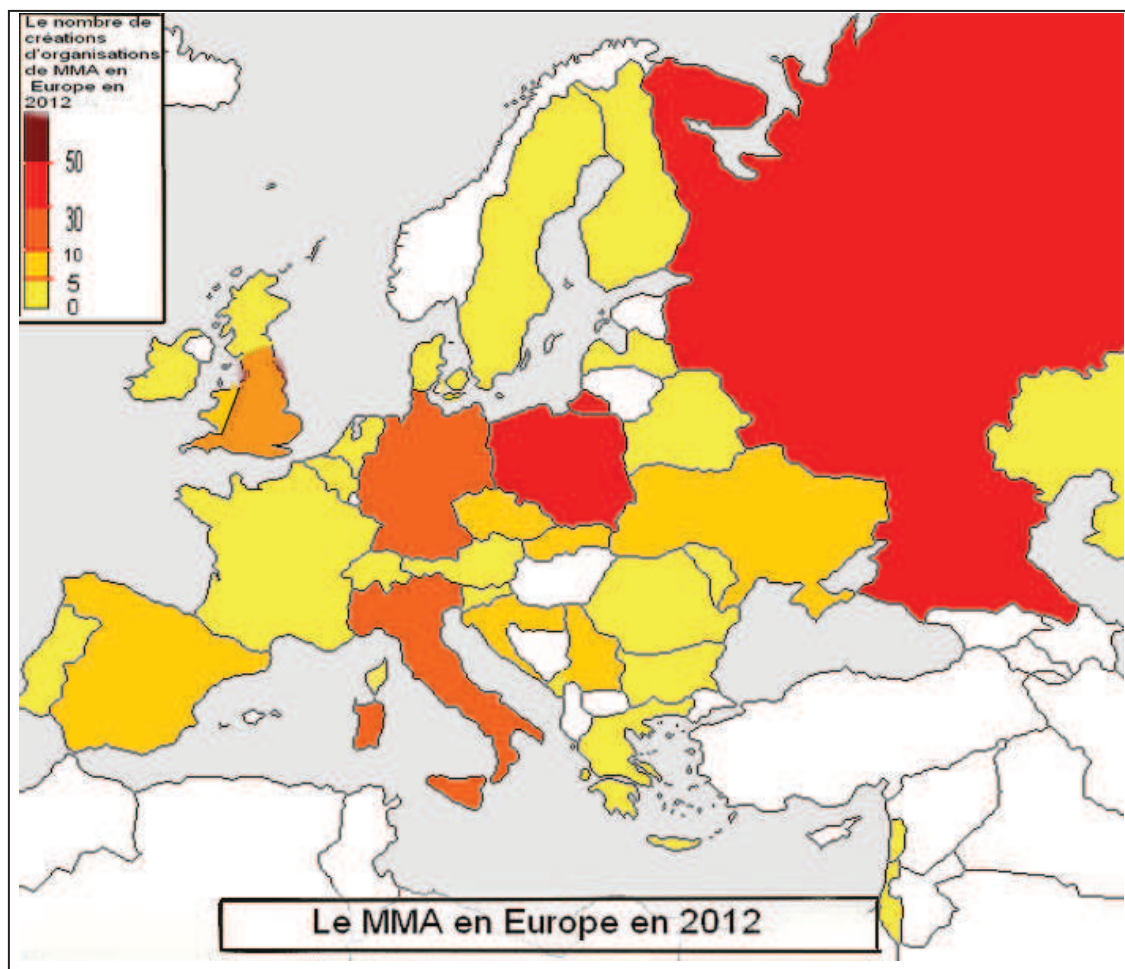 Le nombre de
créations
d'organisations
de MMA en
Europe en
2012
50
30
10
5
0
Le MMA en Europe en 2012